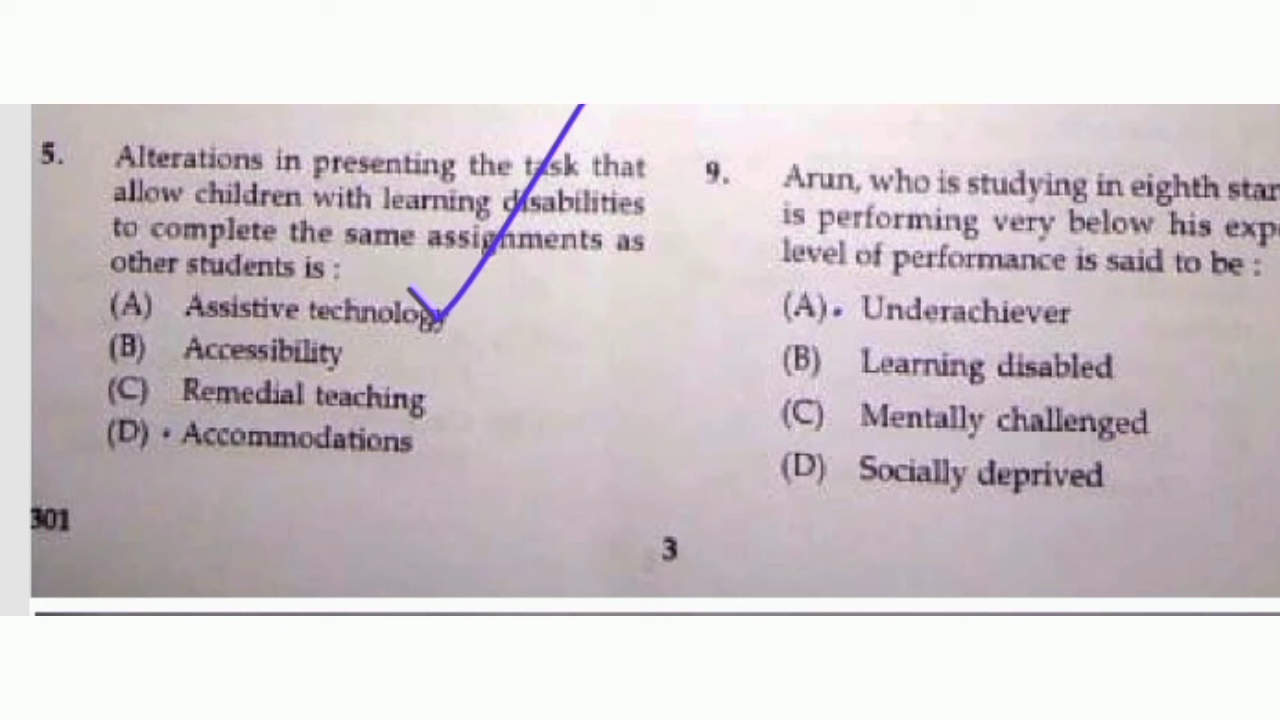 5. Alterations in presenting the task that
allow children with learning disabilities
to complete the same assignments as
other students is :
(A) Assistive technology
(B) Accessibility
(C) Remedial teaching
(D) • Accommodations
301
3
9. Arun, who is studying in eighth
is performing very below his
level of performance is said to be :
(A). Underachiever
(B) Learning disabled
(C) Mentally challenged
(D) Socially deprived